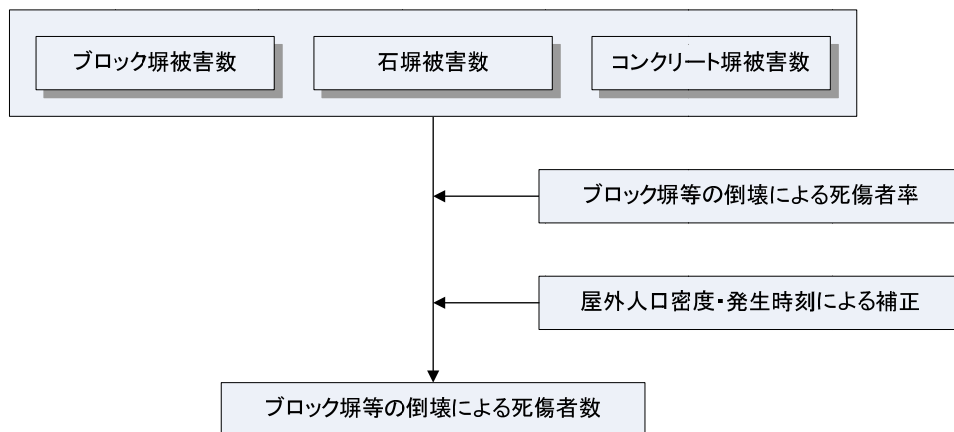 ブロック塀被害数
石塀被害数
コンクリート塀被害数
ブロック塀等の倒壊による死傷者率
屋外人口密度・発生時刻による補正
ブロック塀等の倒壊による死傷者数